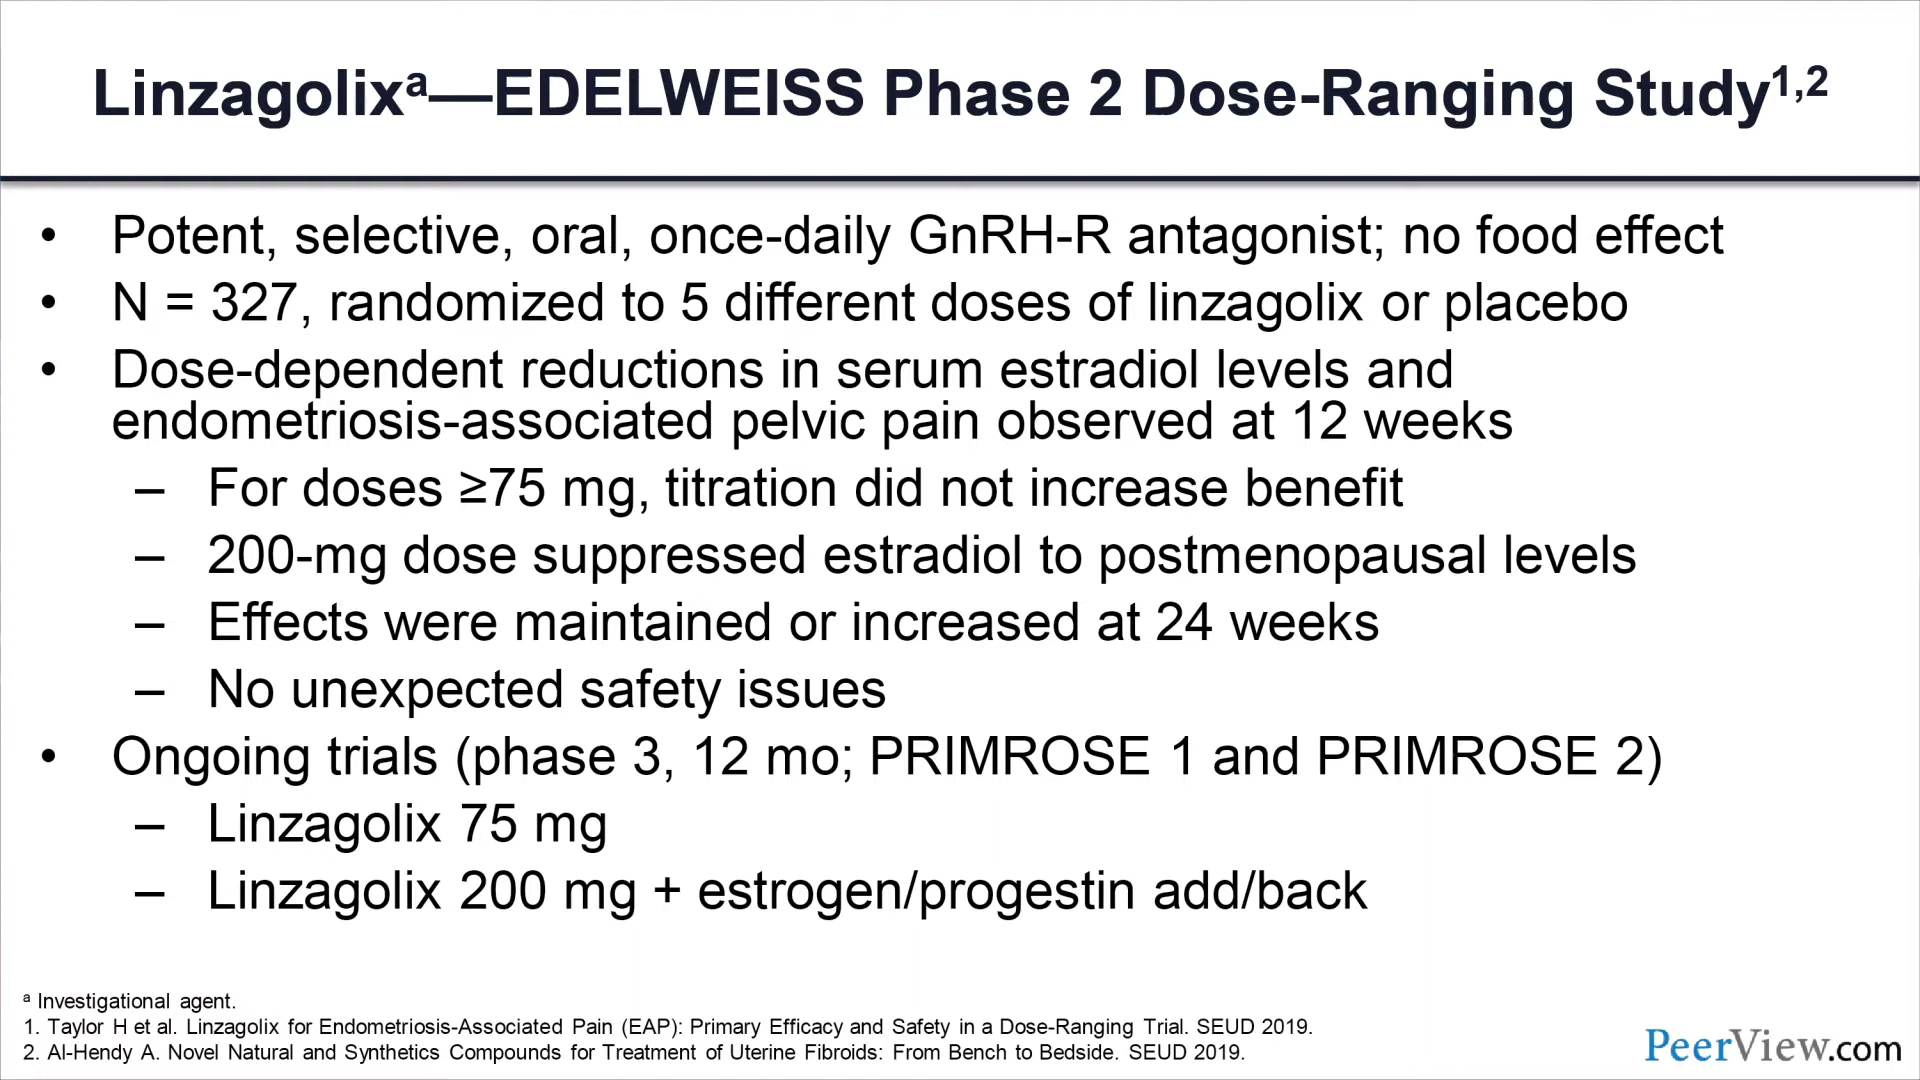 Linzagolixᵃ—EDELWEISS Phase 2 Dose-Ranging Study¹,²
• Potent, selective, oral, once-daily GnRH-R antagonist; no food effect
• N = 327, randomized to 5 different doses of linzagolix or placebo
• Dose-dependent reductions in serum estradiol levels and
endometriosis-associated pelvic pain observed at 12 weeks
– For doses ≥75 mg, titration did not increase benefit
– 200-mg dose suppressed estradiol to postmenopausal levels
– Effects were maintained or increased at 24 weeks
– No unexpected safety issues
• Ongoing trials (phase 3, 12 mo; PRIMROSE 1 and PRIMROSE 2)
– Linzagolix 75 mg
– Linzagolix 200 mg + estrogen/progestin add/back
ᵃ Investigational agent.
1. Taylor H et al. Linzagolix for Endometriosis-Associated Pain (EAP): Primary Efficacy and Safety in a Dose-Ranging Trial. SEUD 2019.
2. Al-Hendy A. Novel Natural and Synthetics Compounds for Treatment of Uterine Fibroids: From Bench to Bedside. SEUD 2019.
PeerView.com